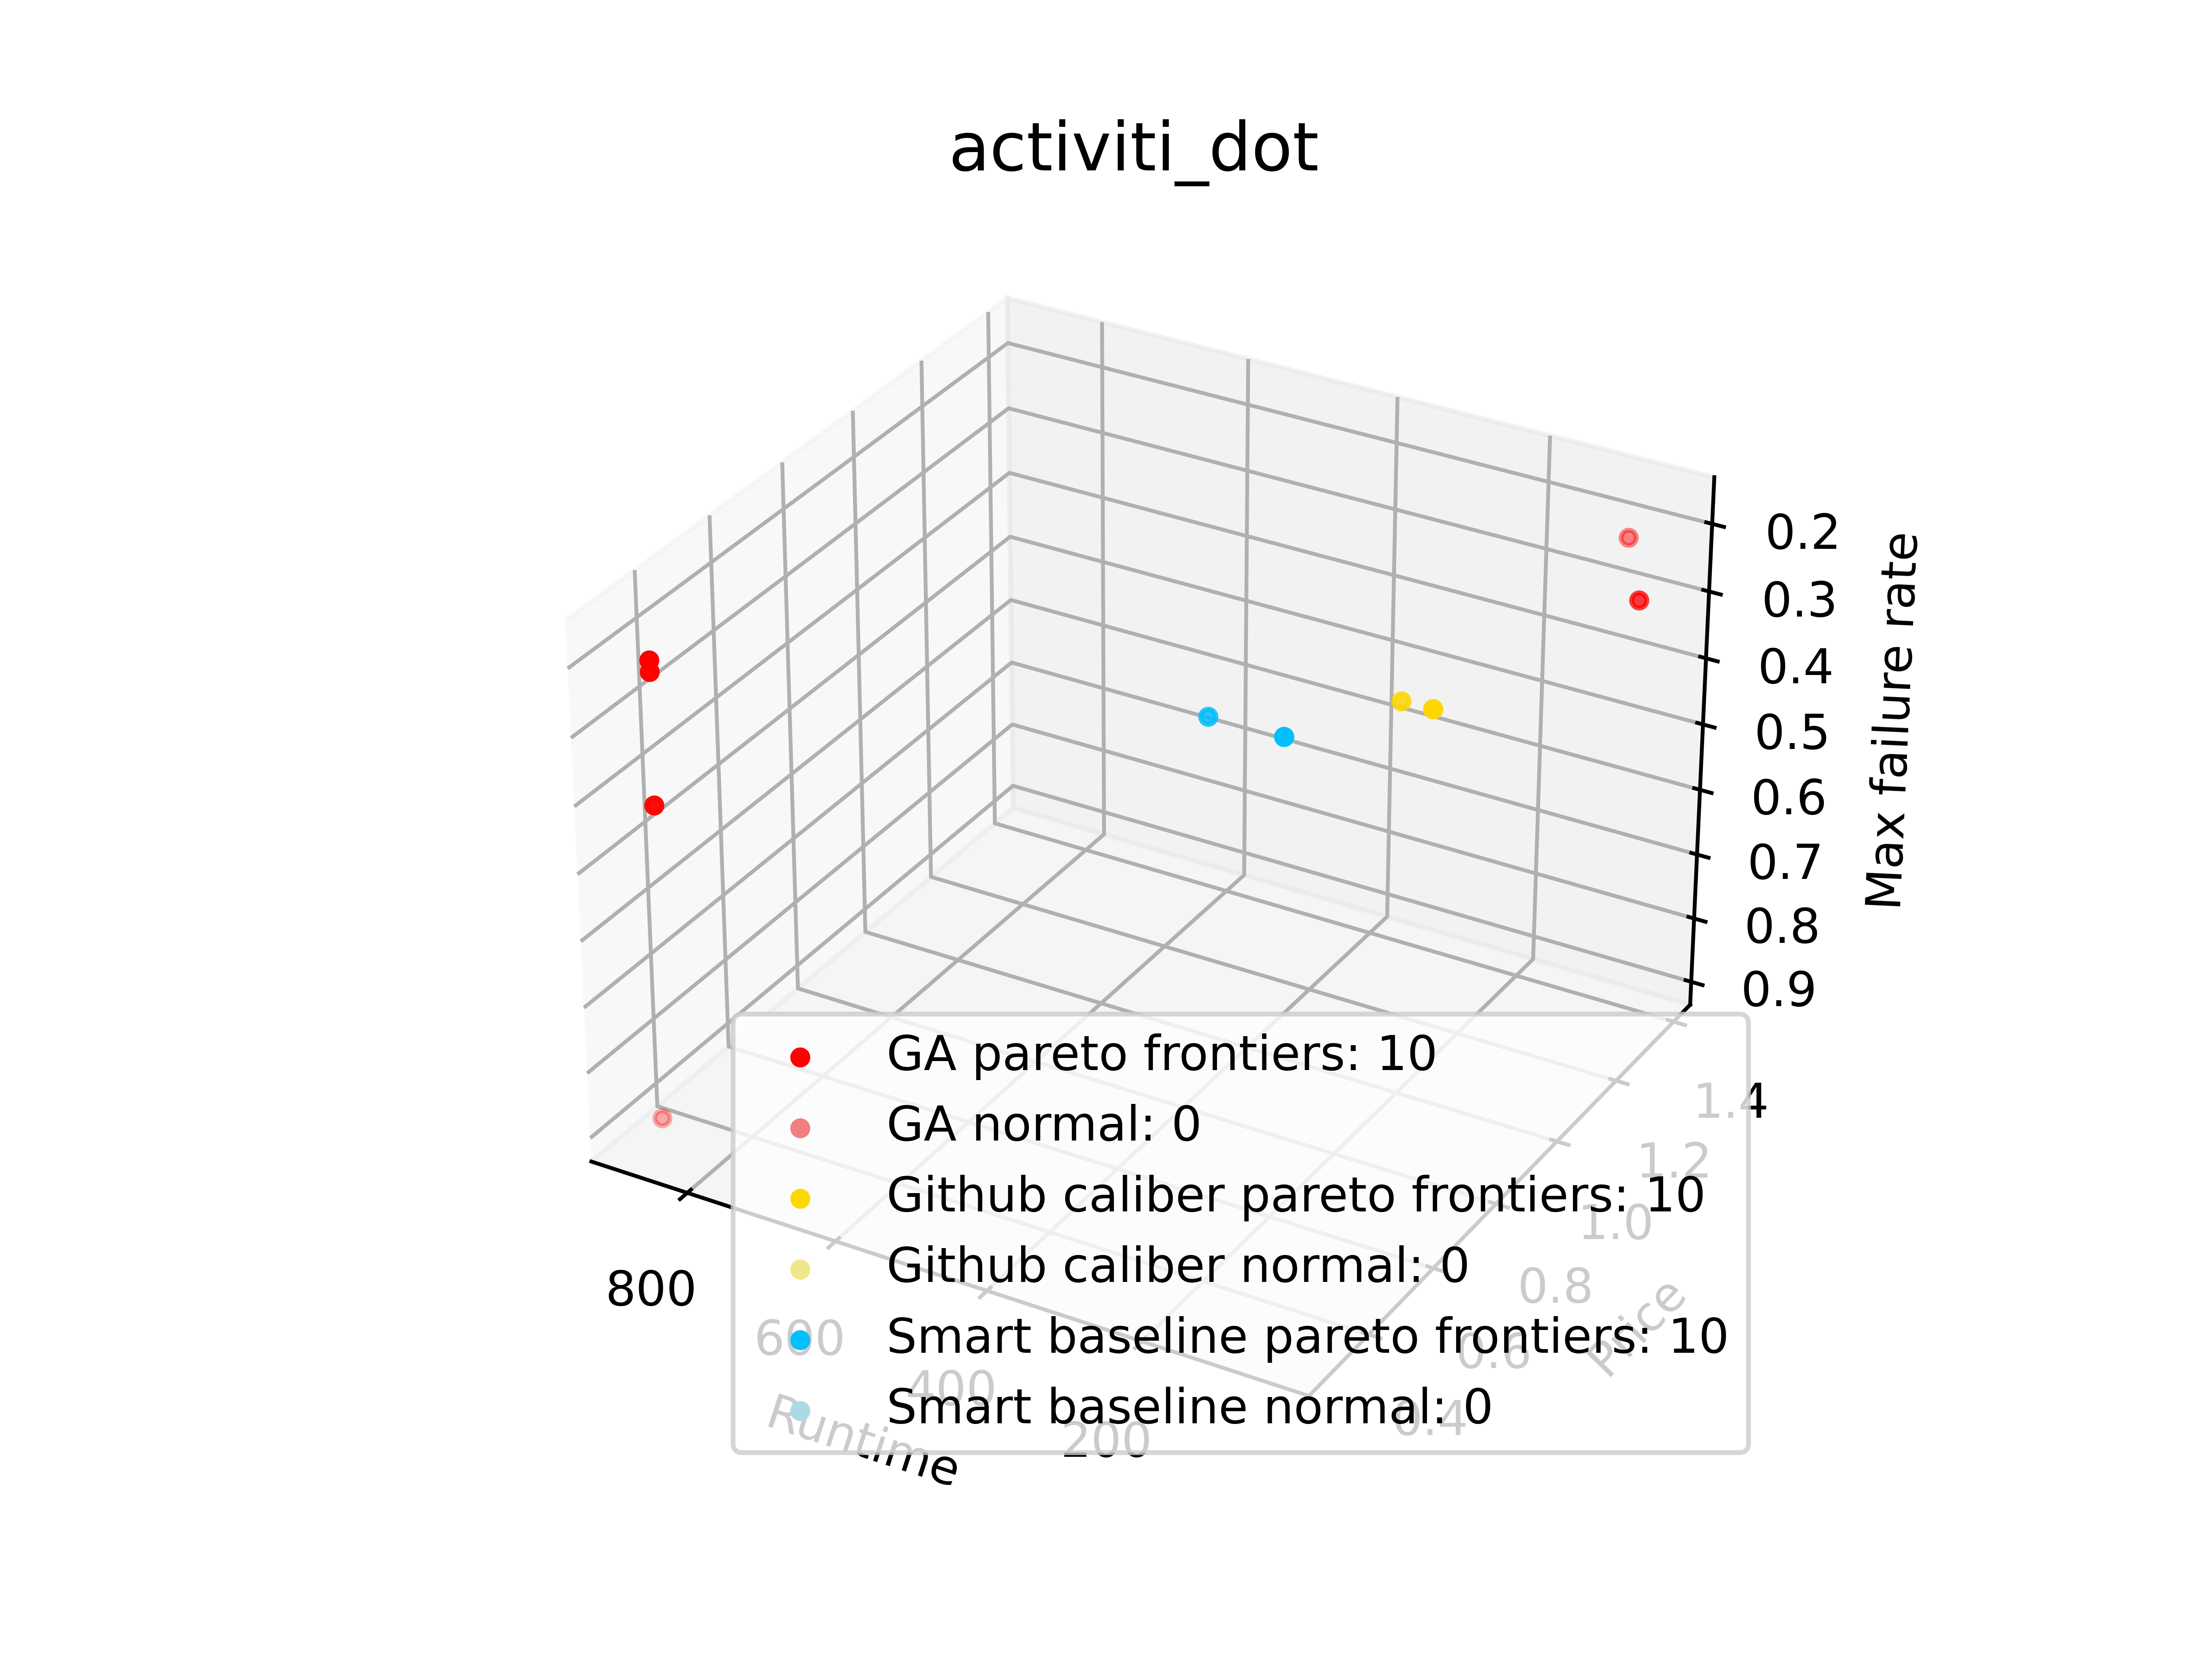 activiti_dot
0.2
0.3
0.4
0.5
0.6
0.7
0.8
0.9
Max failure rate
GA pareto frontiers: 10
GA normal: 0
Github caliber pareto frontiers: 10
Github caliber normal: 0
Smart baseline pareto frontiers: 10
Smart baseline normal: 0
1.4
1.2
1.0
0.8
0.6
0.4
Price
800
600
400
200
Runtime